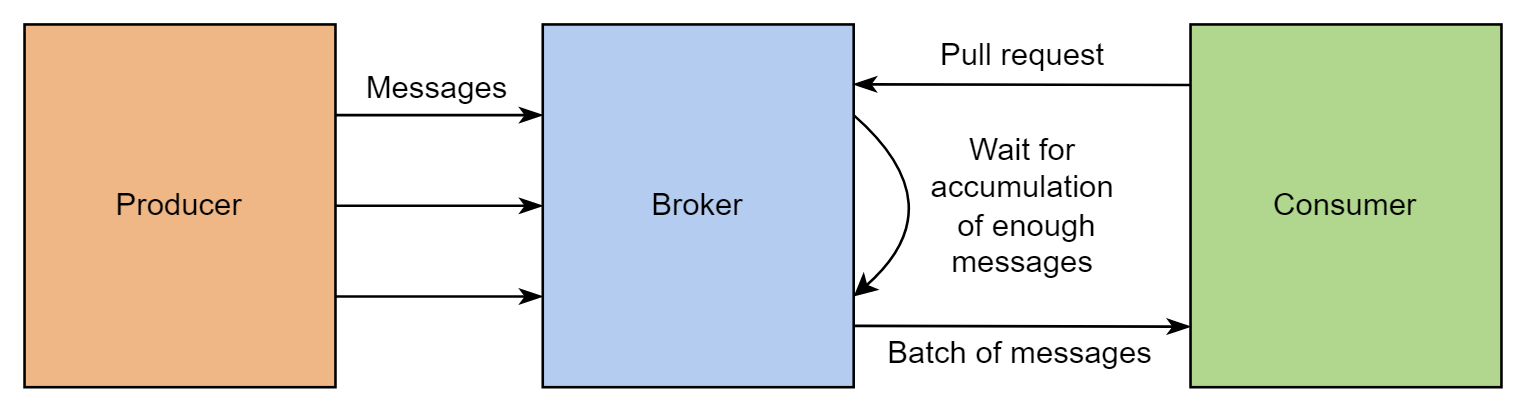 Messages
Producer
Broker
Pull request
Wait for
accumulation
of enough
messages
Batch of messages
Consumer